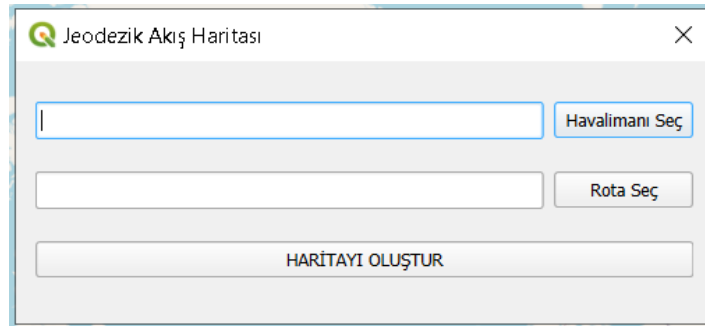 Jeodezik Akış Haritası
Havalimanı Seç
Rota Seç
HARİTAYI OLUŞTUR